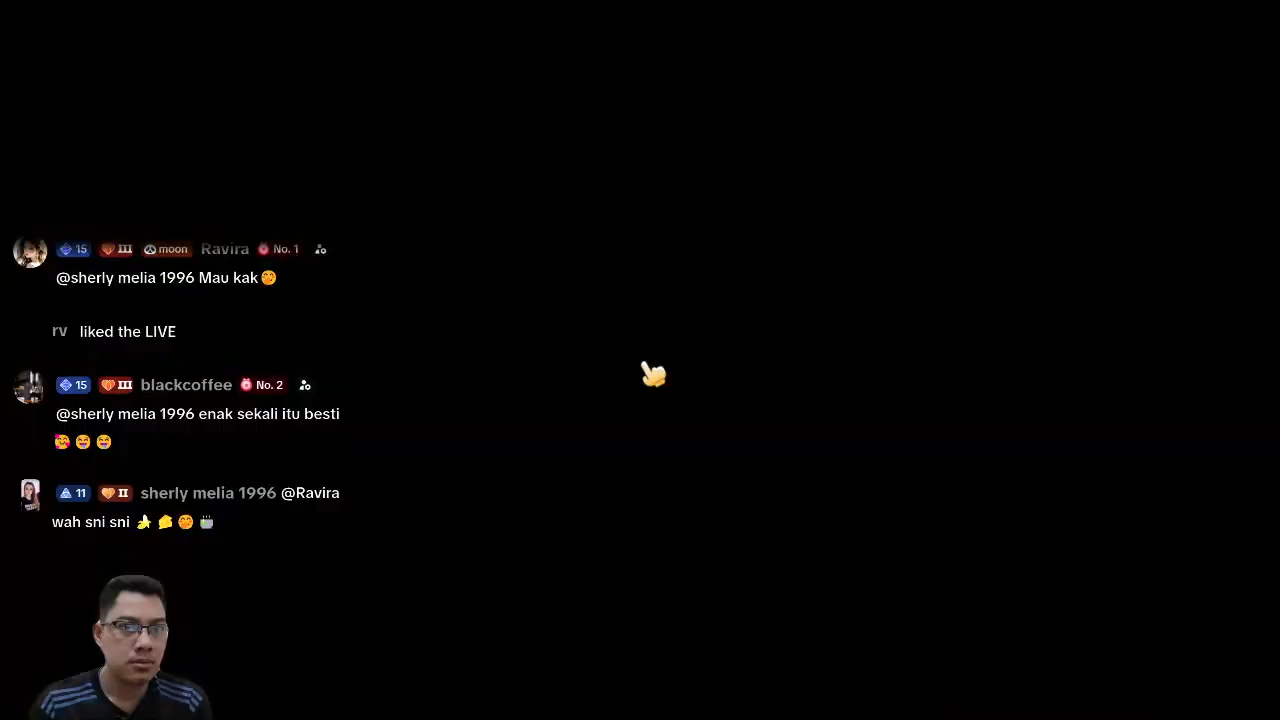 15 III moon Ravira No. 1
@sherly melia 1996 Mau kak🤭
rv liked the LIVE
15 III blackcoffee No. 2
@sherly melia 1996 enak sekali itu besti
🥰😁😁
11 II sherly melia 1996 @Ravira
wah sni sni 🍌🧀🤭🍵